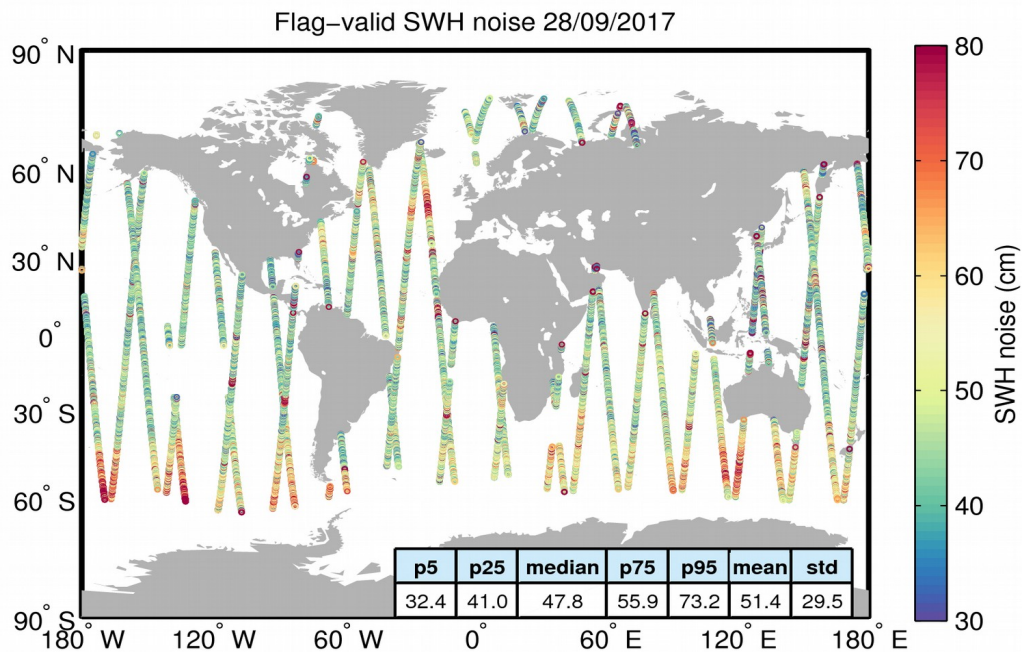 Flag−valid SWH noise 28/09/2017
90° N
60° N
30° N
0°
30° S
60° S
90° S
180° W
120° W
60° W
0°
60° E
120° E
180° E
p5 p25 median p75 p95 mean std
32.4 41.0 47.8 55.9 73.2 51.4 29.5
80
70
60
50
40
30
SWH noise (cm)